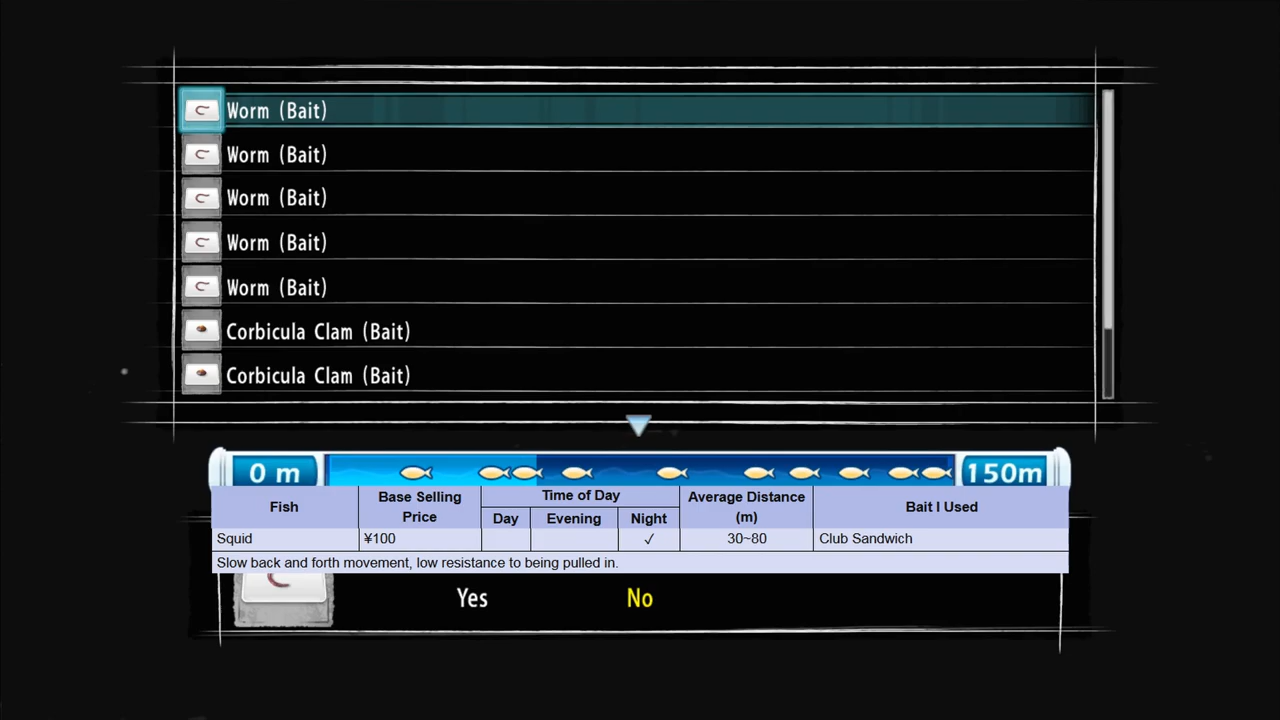 Worm (Bait)
Worm (Bait)
Worm (Bait)
Worm (Bait)
Worm (Bait)
Corbicula Clam (Bait)
Corbicula Clam (Bait)
0 m 150m
Fish Base Selling Price Time of Day Average Distance (m) Bait I Used
Day Evening Night
Squid ¥100 ✓ 30~80 Club Sandwich
Slow back and forth movement, low resistance to being pulled in.
Yes No